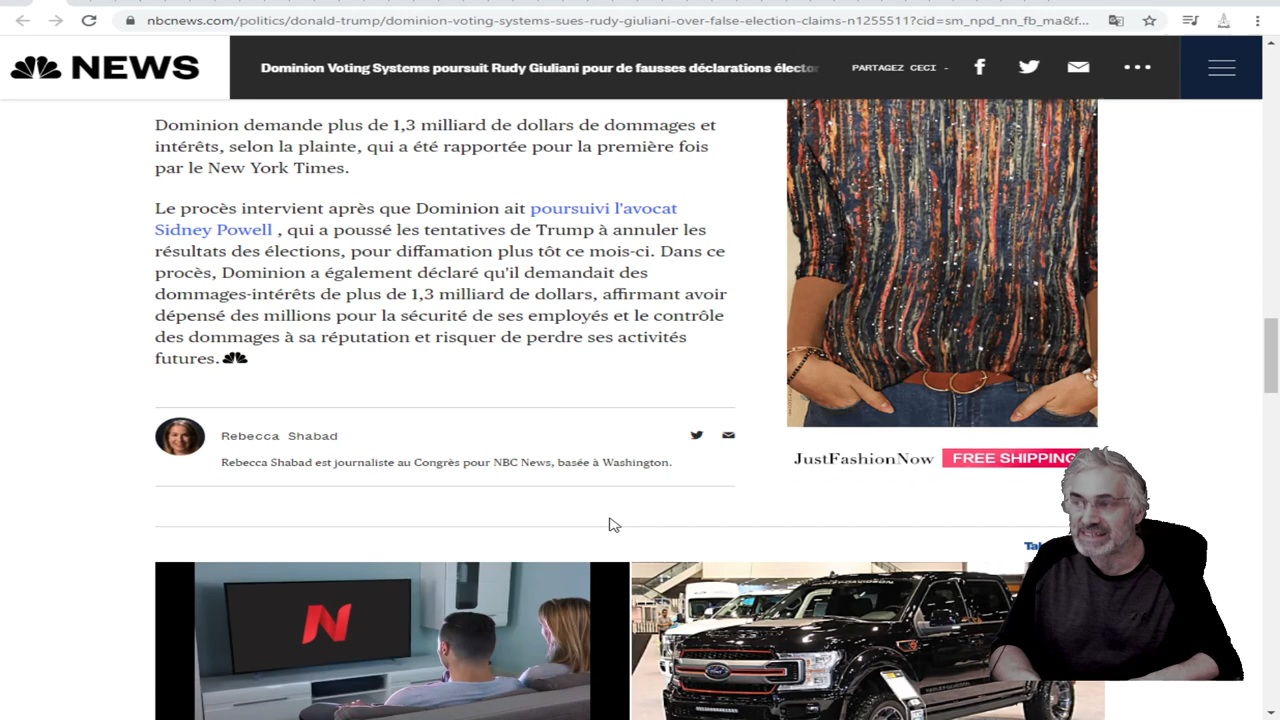 nbcnews.com/politics/donald-trump/dominion-voting-systems-sues-rudy-giuliani-over-false-election-claims-n1255511?cid=sm_npd_nn_fb_ma&f...
NEWS
Dominion Voting Systems poursuit Rudy Giuliani pour de fausses déclarations électo
PARTAGEZ CECI -
Dominion demande plus de 1,3 milliard de dollars de dommages et
intérêts, selon la plainte, qui a été rapportée pour la première fois
par le New York Times.
Le procès intervient après que Dominion ait poursuivi l'avocat
Sidney Powell , qui a poussé les tentatives de Trump à annuler les
résultats des élections, pour diffamation plus tôt ce mois-ci. Dans ce
procès, Dominion a également déclaré qu'il demandait des
dommages-intérêts de plus de 1,3 milliard de dollars, affirmant avoir
dépensé des millions pour la sécurité de ses employés et le contrôle
des dommages à sa réputation et risquer de perdre ses activités
futures.
Rebecca Shabad
Rebecca Shabad est journaliste au Congrès pour NBC News, basée à Washington.
JustFashionNow
FREE SHIPPING
N
Ford